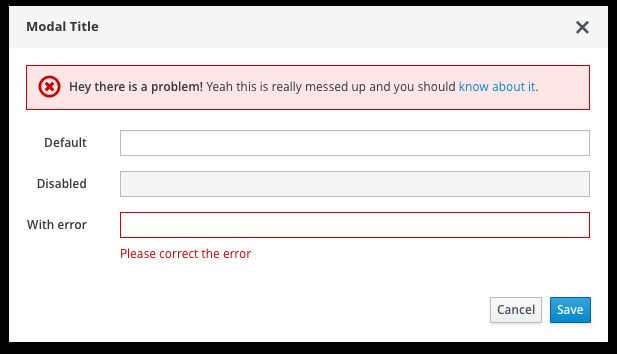 Modal Title
Hey there is a problem! Yeah this is really messed up and you should know about it.
Default
Disabled
With error
Please correct the error
Cancel Save